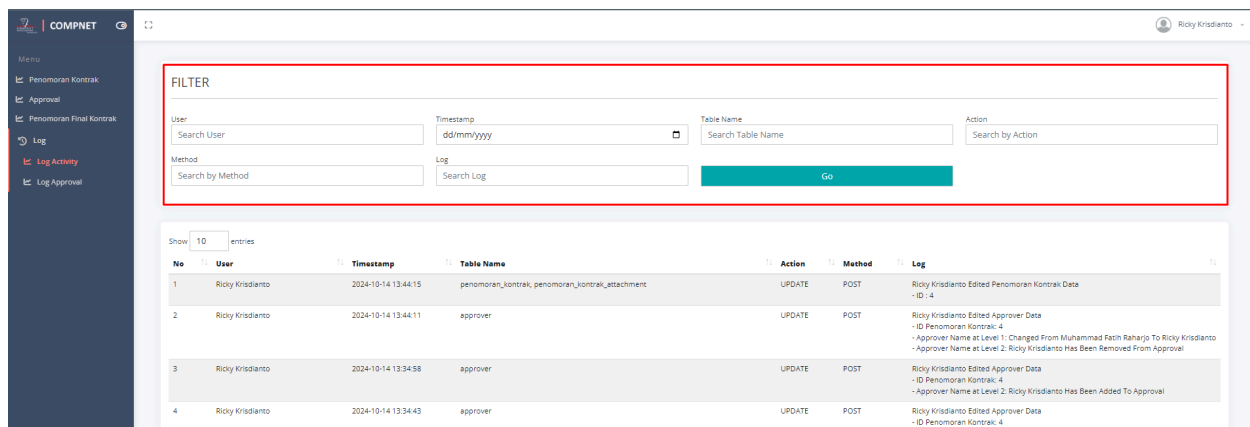 COMPNET
Ricky Krisdianto
Menu
Penomoran Kontrak
Approval
Penomoran Final Kontrak
Log
Log Activity
Log Approval
FILTER
User Timestamp Table Name Action
Search User dd/mm/yyyy Search Table Name Search by Action
Method Log
Search by Method Search Log Go
Show 10 entries
No User Timestamp Table Name Action Method Log
1 Ricky Krisdianto 2024-10-14 13:44:15 penomoran_kontrak, penomoran_kontrak_attachment UPDATE POST Ricky Krisdianto Edited Penomoran Kontrak Data
- ID : 4
2 Ricky Krisdianto 2024-10-14 13:44:11 approver UPDATE POST Ricky Krisdianto Edited Approver Data
- ID Penomoran Kontrak: 4
- Approver Name at Level 1: Changed From Muhammad Fatih Raharjo To Ricky Krisdianto
- Approver Name at Level 2: Ricky Krisdianto Has Been Removed From Approval
3 Ricky Krisdianto 2024-10-14 13:34:58 approver UPDATE POST Ricky Krisdianto Edited Approver Data
- ID Penomoran Kontrak: 4
- Approver Name at Level 2: Ricky Krisdianto Has Been Added To Approval
4 Ricky Krisdianto 2024-10-14 13:34:43 approver UPDATE POST Ricky Krisdianto Edited Approver Data
- ID Penomoran Kontrak: 4